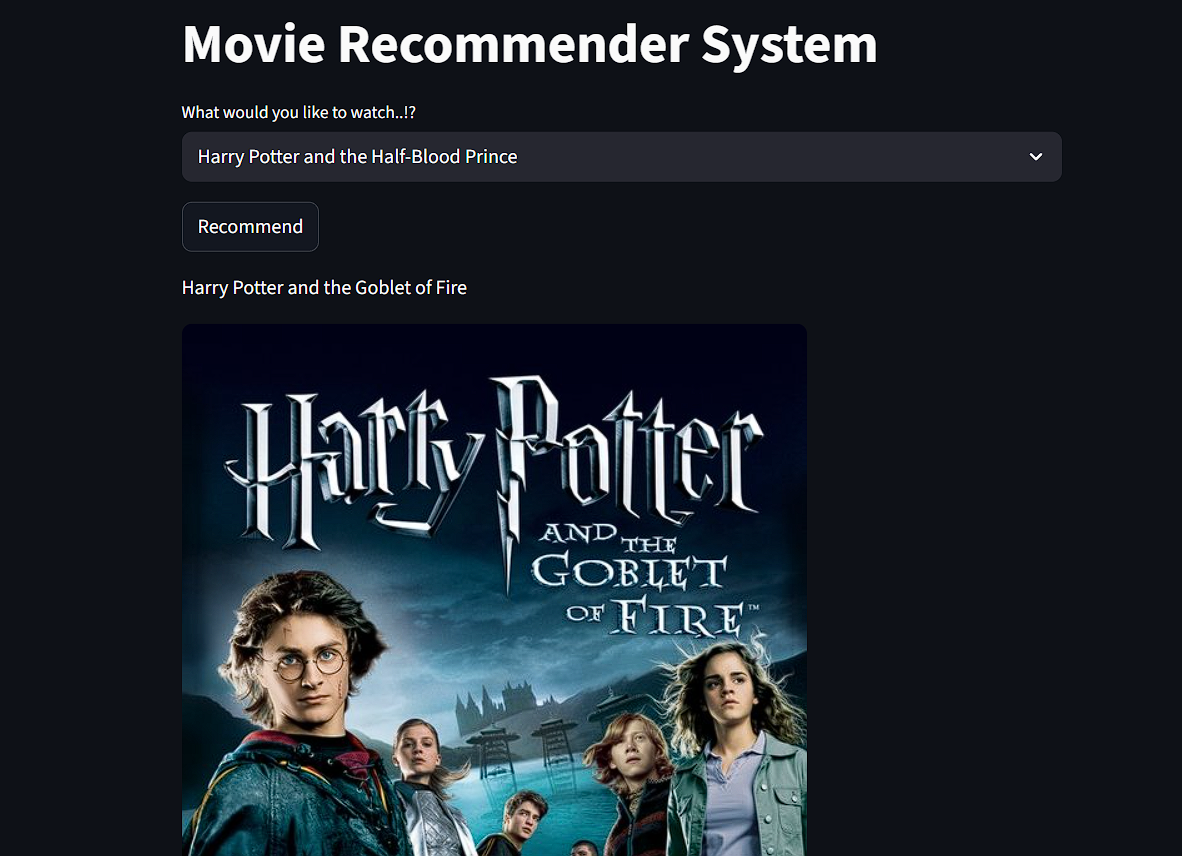 Movie Recommender System
What would you like to watch..!?
Harry Potter and the Half-Blood Prince
Recommend
Harry Potter and the Goblet of Fire
Harry Potter
AND THE
GOBLET
OF FIRE™